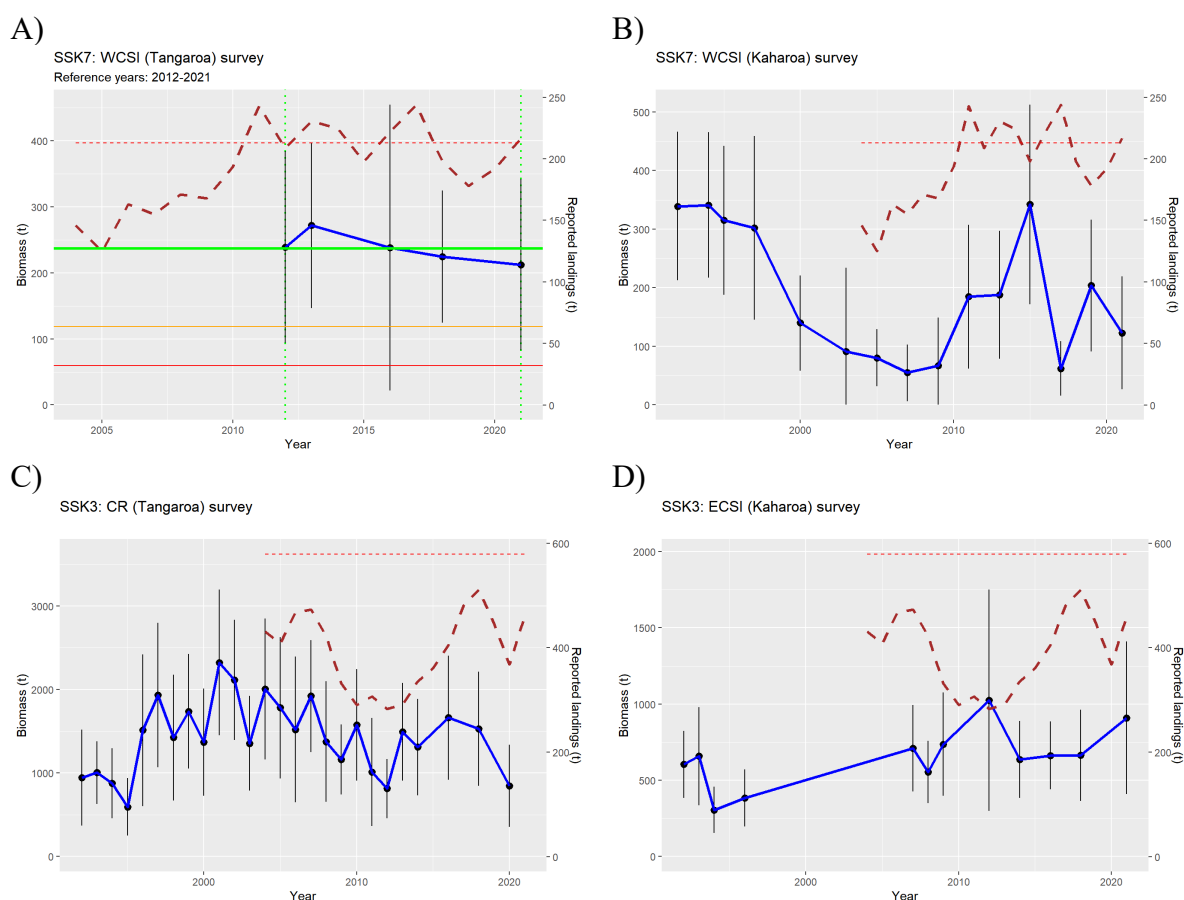 A)
SSK7: WCSI (Tangaroa) survey
Reference years: 2012-2021
Biomass (t)
400
300
200
100
0
250
200
150
100
50
0
Reported landings (t)
2005
2010
2015
2020
Year
B)
SSK7: WCSI (Kaharoa) survey
Biomass (t)
500
400
300
200
100
0
250
200
150
100
50
0
Reported landings (t)
2000
2010
2020
Year
C)
SSK3: CR (Tangaroa) survey
Biomass (t)
3000
2000
1000
0
600
400
200
0
Reported landings (t)
2000
2010
2020
Year
D)
SSK3: ECSI (Kaharoa) survey
Biomass (t)
2000
1500
1000
500
0
600
400
200
0
Reported landings (t)
2000
2010
2020
Year